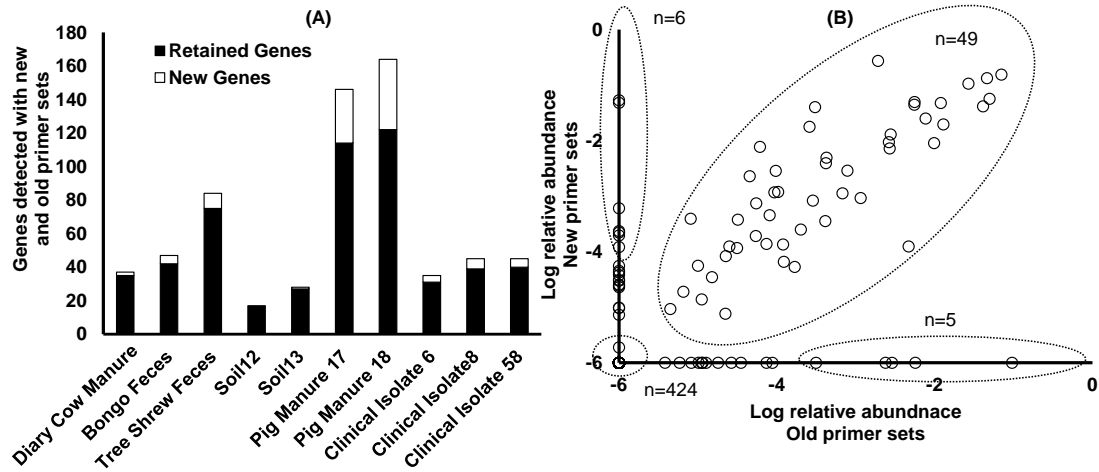 (A)
Genes detected with new
and old primer sets
180
160
140
120
100
80
60
40
20
0
Retained Genes
New Genes
Diary Cow Manure
Bongo Feces
Tree Shrew Feces
Soil12
Soil13
Pig Manure 17
Pig Manure 18
Clinical Isolate 6
Clinical Isolate8
Clinical Isolate 58
(B)
n=6
n=49
n=5
n=424
Log relative abundance
New primer sets
0
-2
-4
-6
-6
-4
-2
0
Log relative abundnace
Old primer sets